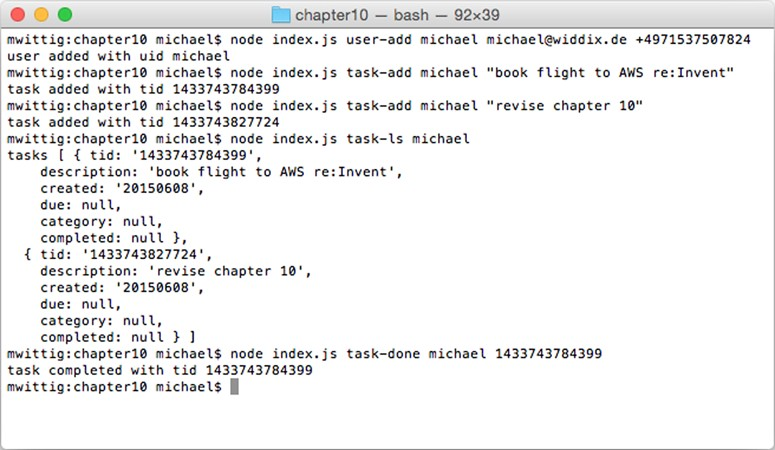 chapter10 — bash — 92×39
mwittig:chapter10 michael$ node index.js user-add michael michael@widdix.de +4971537507824
user added with uid michael
mwittig:chapter10 michael$ node index.js task-add michael "book flight to AWS re:Invent"
task added with tid 1433743784399
mwittig:chapter10 michael$ node index.js task-add michael "revise chapter 10"
task added with tid 1433743827724
mwittig:chapter10 michael$ node index.js task-ls michael
tasks [ { tid: '1433743784399',
    description: 'book flight to AWS re:Invent',
    created: '20150608',
    due: null,
    category: null,
    completed: null },
  { tid: '1433743827724',
    description: 'revise chapter 10',
    created: '20150608',
    due: null,
    category: null,
    completed: null } ]
mwittig:chapter10 michael$ node index.js task-done michael 1433743784399
task completed with tid 1433743784399
mwittig:chapter10 michael$